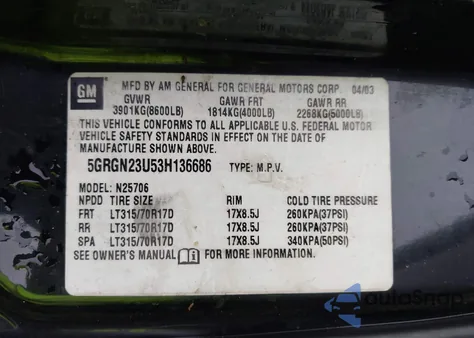 GM
MFD BY AM GENERAL FOR GENERAL MOTORS CORP. 04/03
GVWR GAWR FRT GAWR RR
3901KG(8600LB) 1814KG(4000LB) 2268KG(5000LB)
THIS VEHICLE CONFORMS TO ALL APPLICABLE U.S. FEDERAL MOTOR
VEHICLE SAFETY STANDARDS IN EFFECT ON THE DATE OF
MANUFACTURE SHOWN ABOVE.
5GRGN23U53H136686 TYPE: M.P.V.
MODEL: N25706
NPDD TIRE SIZE RIM COLD TIRE PRESSURE
FRT LT315/70R17D 17X8.5J 260KPA(37PSI)
RR LT315/70R17D 17X8.5J 260KPA(37PSI)
SPA LT315/70R17D 17X8.5J 340KPA(50PSI)
SEE OWNER'S MANUAL FOR MORE INFORMATION
autoSnap